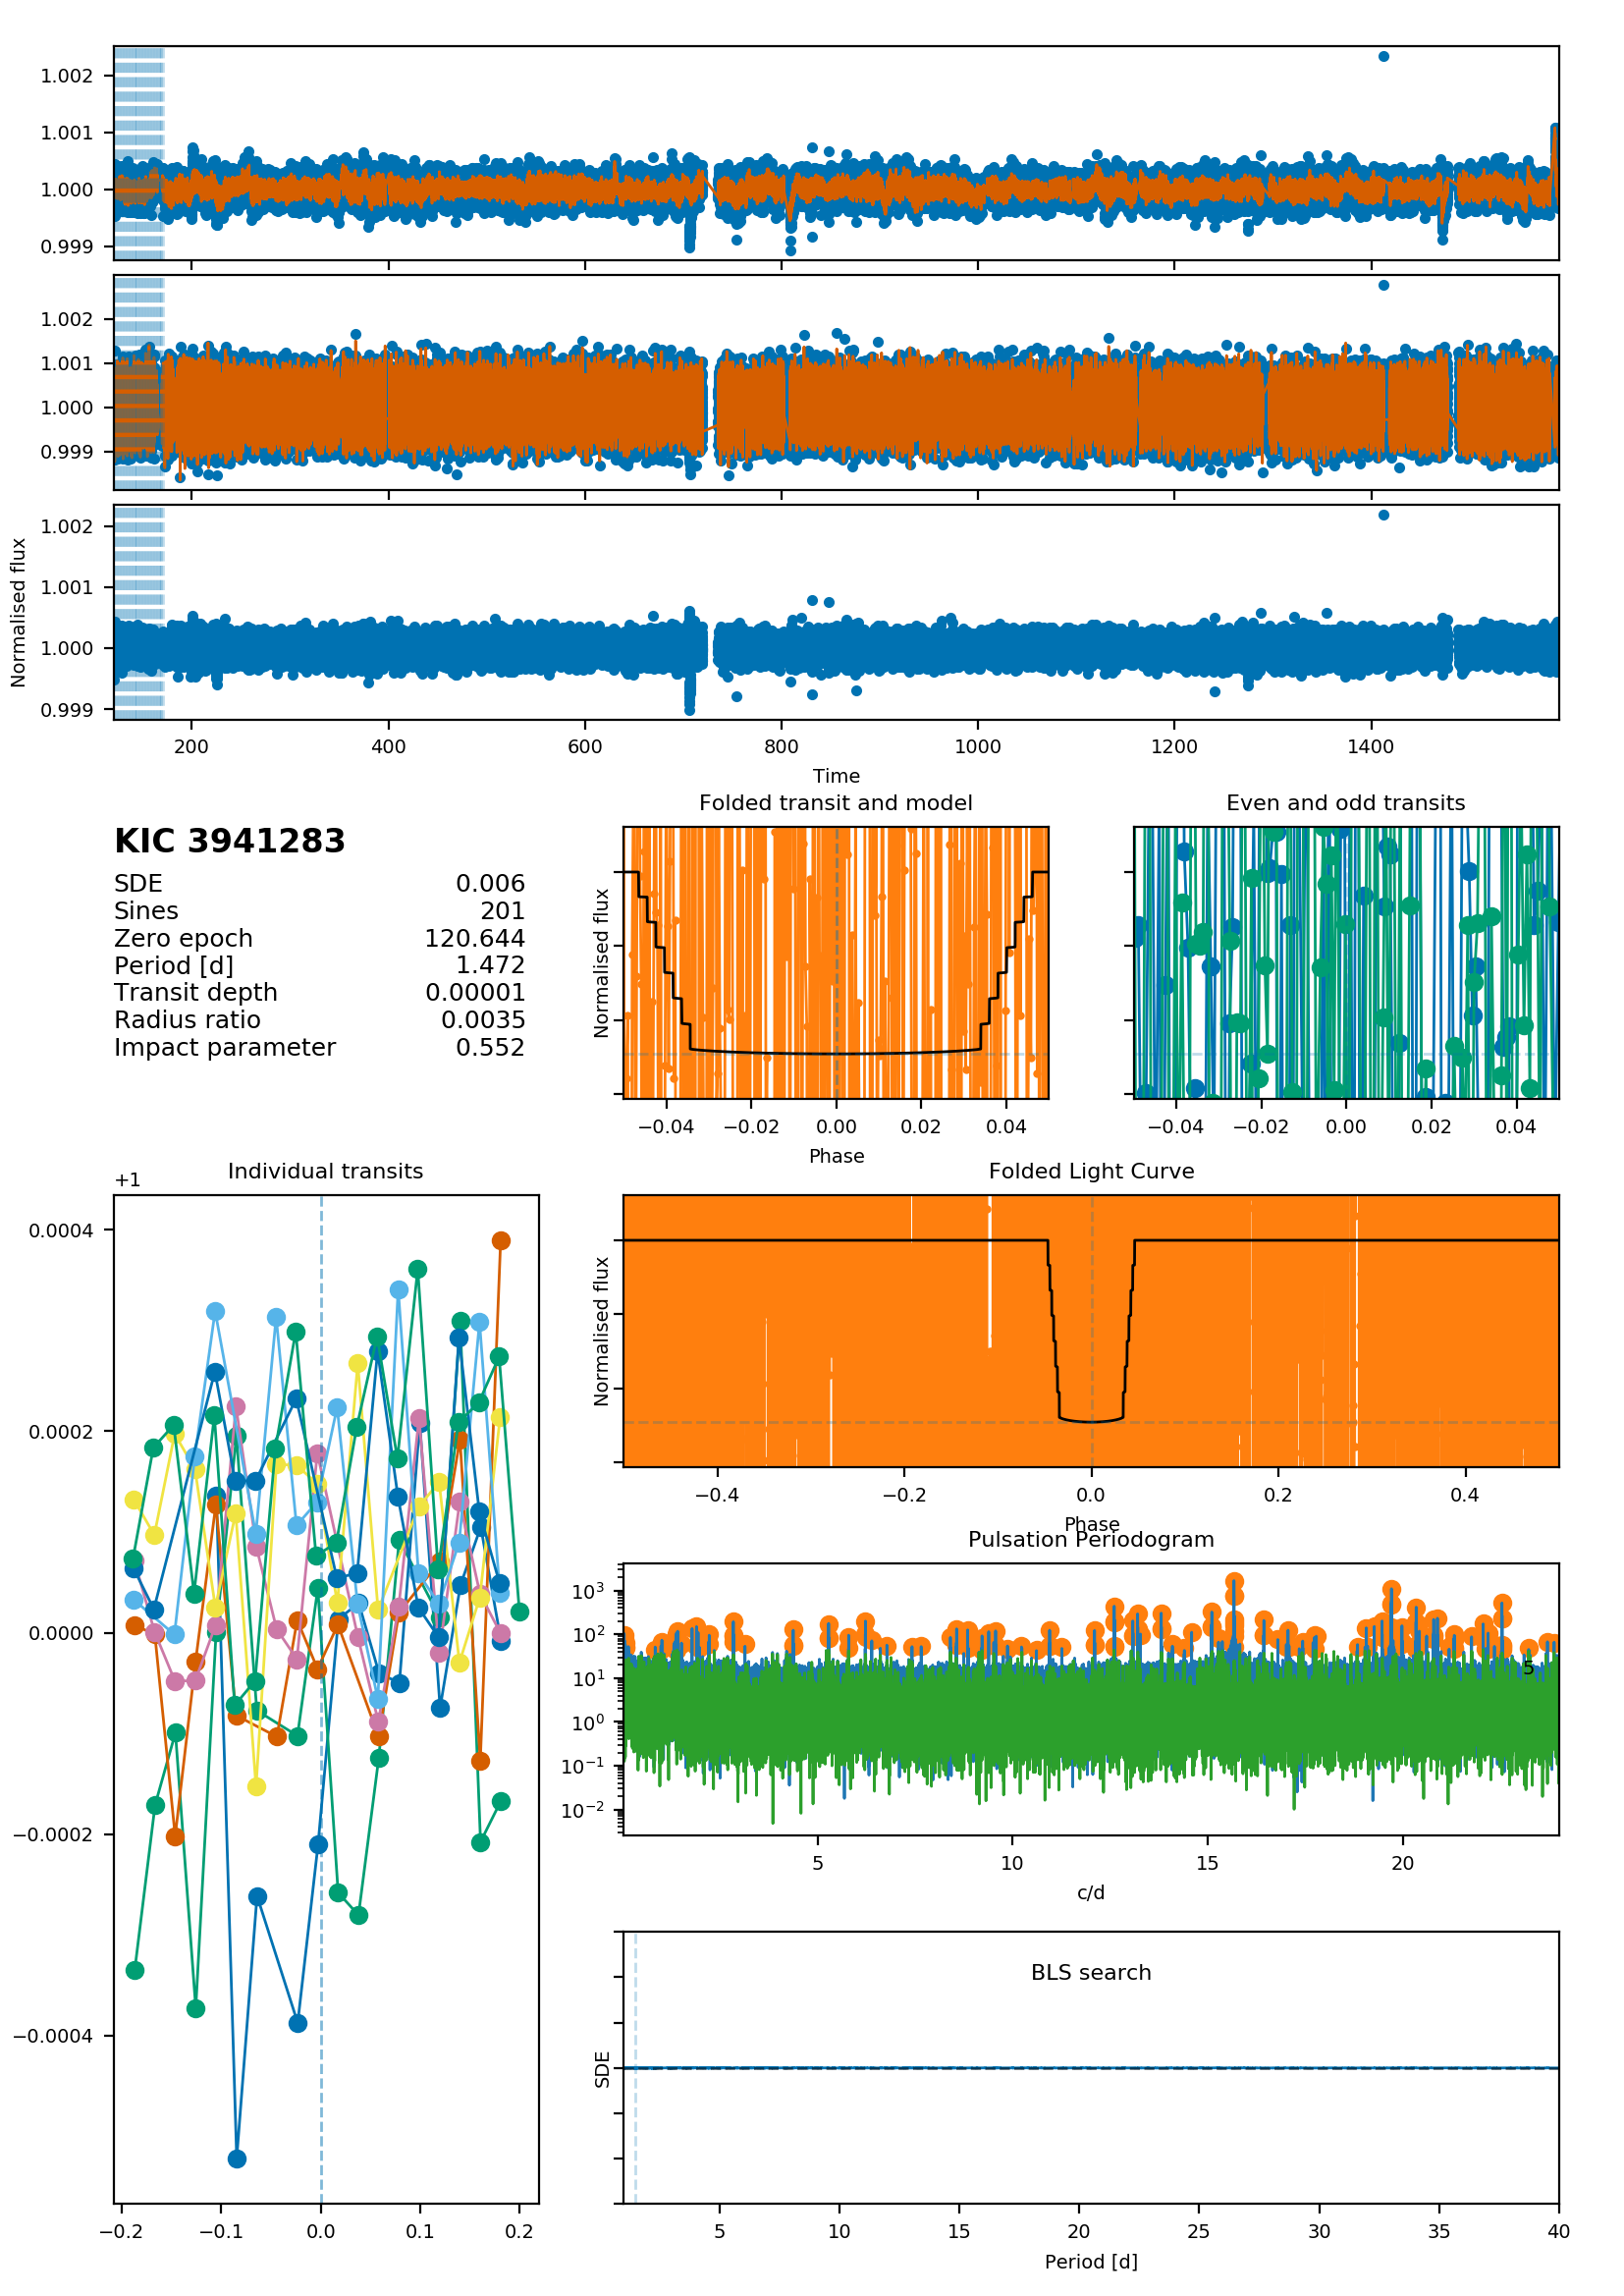 1.002
1.001
1.000
0.999
1.002
1.001
1.000
0.999
1.002
1.001
1.000
0.999
Normalised flux
200 400 600 800 1000 1200 1400
Time
KIC 3941283
SDE 0.006
Sines 201
Zero epoch 120.644
Period [d] 1.472
Transit depth 0.00001
Radius ratio 0.0035
Impact parameter 0.552
Folded transit and model
Normalised flux
−0.04 −0.02 0.00 0.02 0.04
Phase
Even and odd transits
−0.04 −0.02 0.00 0.02 0.04
Individual transits
+1
0.0004
0.0002
0.0000
−0.0002
−0.0004
−0.2 −0.1 0.0 0.1 0.2
Folded Light Curve
Normalised flux
−0.4 −0.2 0.0 0.2 0.4
Phase
Pulsation Periodogram
10³
10²
10¹
10⁰
10⁻¹
10⁻²
5
5 10 15 20
c/d
BLS search
SDE
5 10 15 20 25 30 35 40
Period [d]